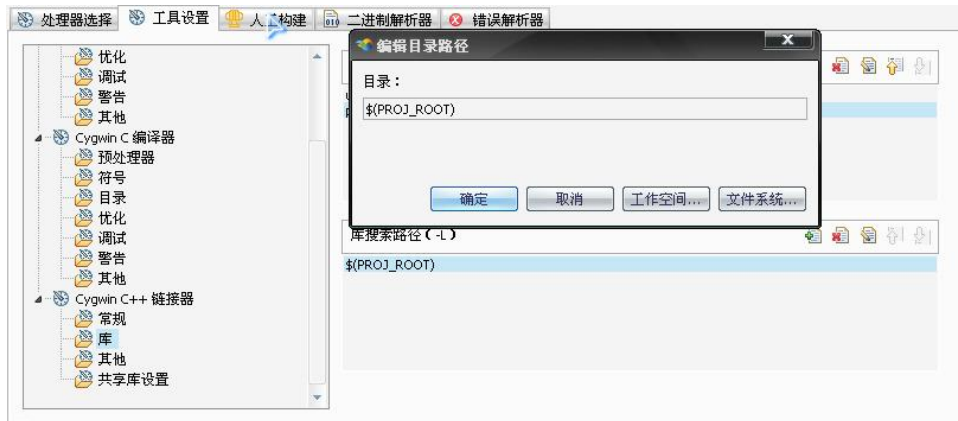 处理器选择
工具设置
人工构建
二进制解析器
错误解析器
优化
调试
警告
其他
Cygwin C 编译器
预处理器
符号
目录
优化
调试
警告
其他
Cygwin C++ 链接器
常规
库
其他
共享库设置
编辑目录路径
X
目录：
$(PROJ_ROOT)
确定
取消
工作空间...
文件系统...
库搜索路径(-L)
$(PROJ_ROOT)